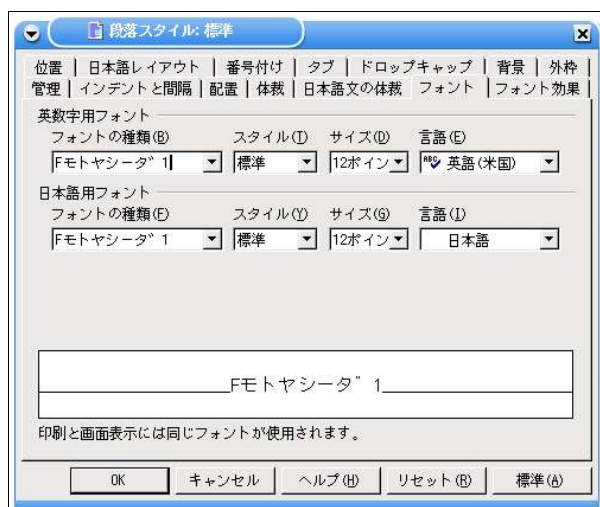 段落スタイル: 標準
位置 | 日本語レイアウト | 番号付け | タブ | ドロップキャップ | 背景 | 外枠
管理 | インデントと間隔 | 配置 | 体裁 | 日本語文の体裁 フォント | フォント効果
英数字用フォント
フォントの種類(B) スタイル(T) サイズ(D) 言語(E)
Fモトヤシータ゛1 標準 12ポイン ABC 英語(米国)
日本語用フォント
フォントの種類(F) スタイル(Y) サイズ(G) 言語(I)
Fモトヤシータ゛1 標準 12ポイン 日本語
Fモトヤシータ゛1
印刷と画面表示には同じフォントが使用されます。
OK キャンセル ヘルプ(H) リセット(R) 標準(A)